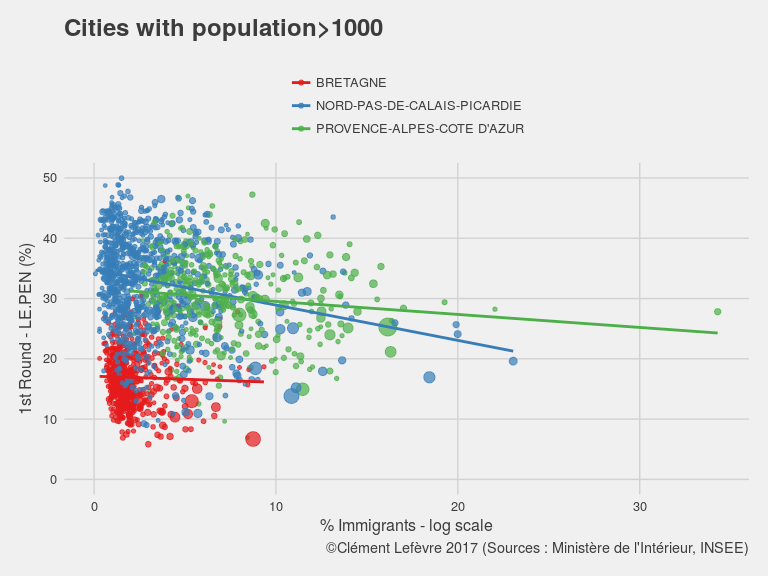 Cities with population>1000
BRETAGNE
NORD-PAS-DE-CALAIS-PICARDIE
PROVENCE-ALPES-COTE D'AZUR
1st Round - LE.PEN (%)
50
40
30
20
10
0
0 10 20 30
% Immigrants - log scale
©Clément Lefèvre 2017 (Sources : Ministère de l'Intérieur, INSEE)